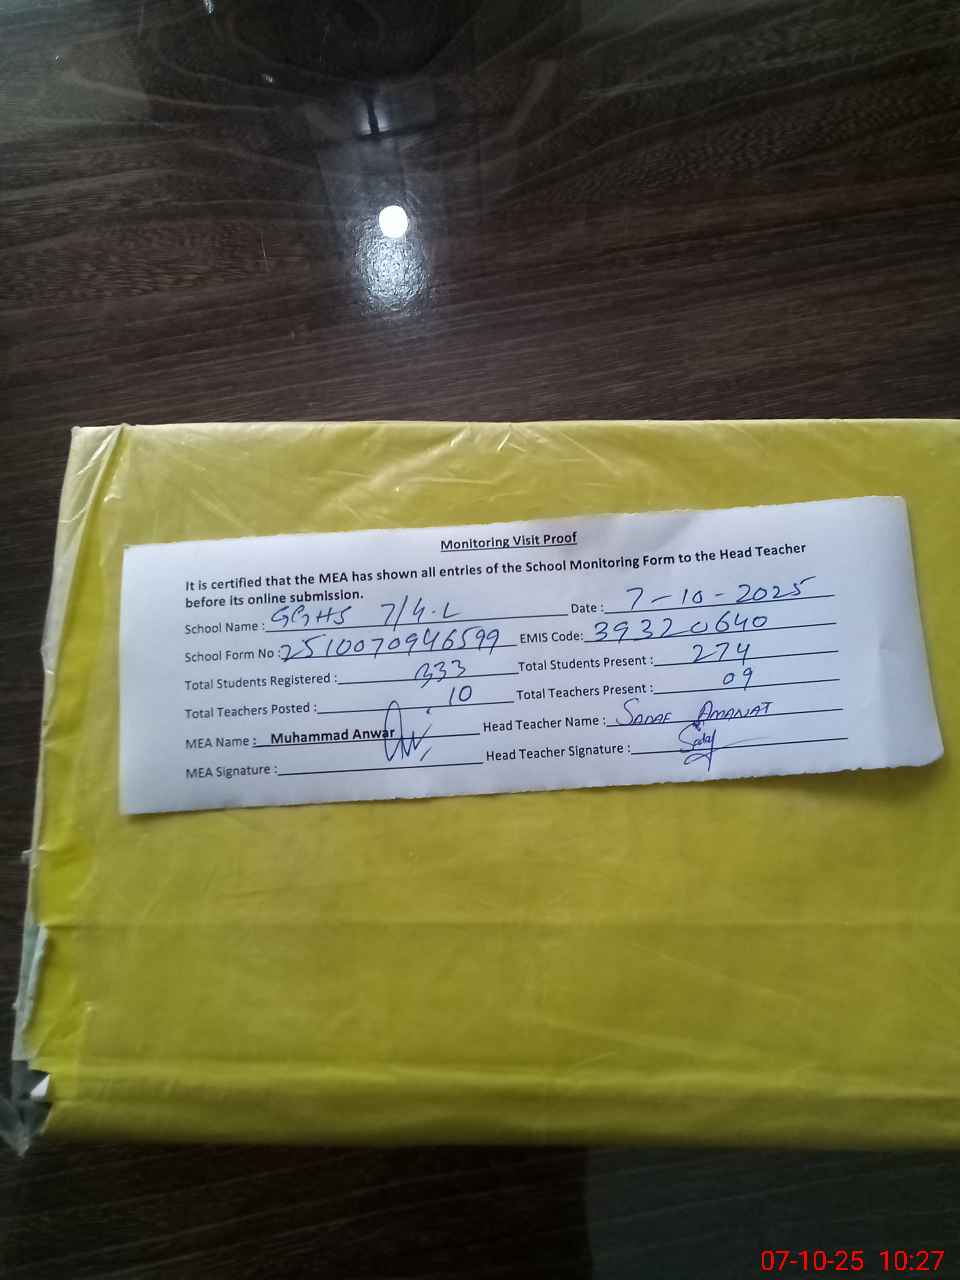 Monitoring Visit Proof
It is certified that the MEA has shown all entries of the School Monitoring Form to the Head Teacher
before its online submission.
School Name : GGHS 7/4.L Date : 7-10-2025
School Form No : 2510070946599 EMIS Code: 39320640
Total Students Registered : 333 Total Students Present : 274
Total Teachers Posted : 10 Total Teachers Present : 09
MEA Name : Muhammad Anwar Head Teacher Name : SADAF AMANAT
MEA Signature : Head Teacher Signature : Sadaf
07-10-25 10:27